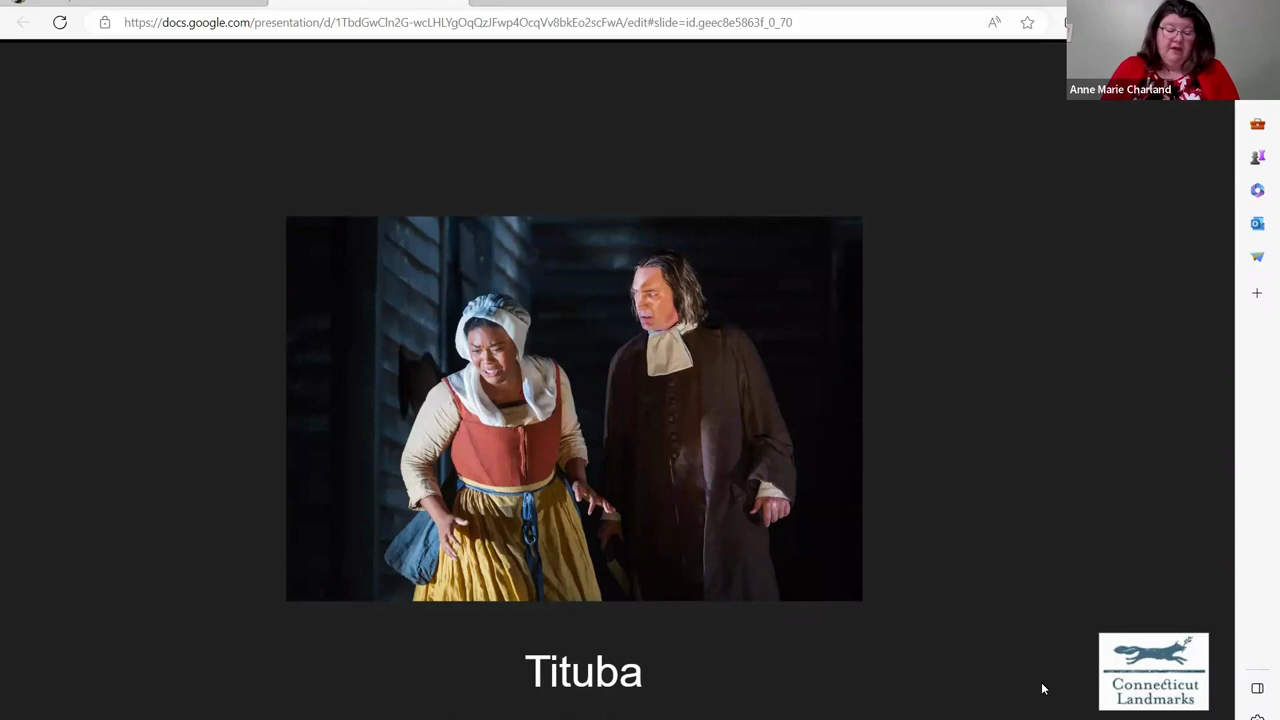 https://docs.google.com/presentation/d/1TbdGwCln2G-wcLHLYgOqQzJFwp4OcqVv8bkEo2scFwA/edit#slide=id.geec8e5863f_0_70
Anne Marie Charland
Tituba
Connecticut
Landmarks